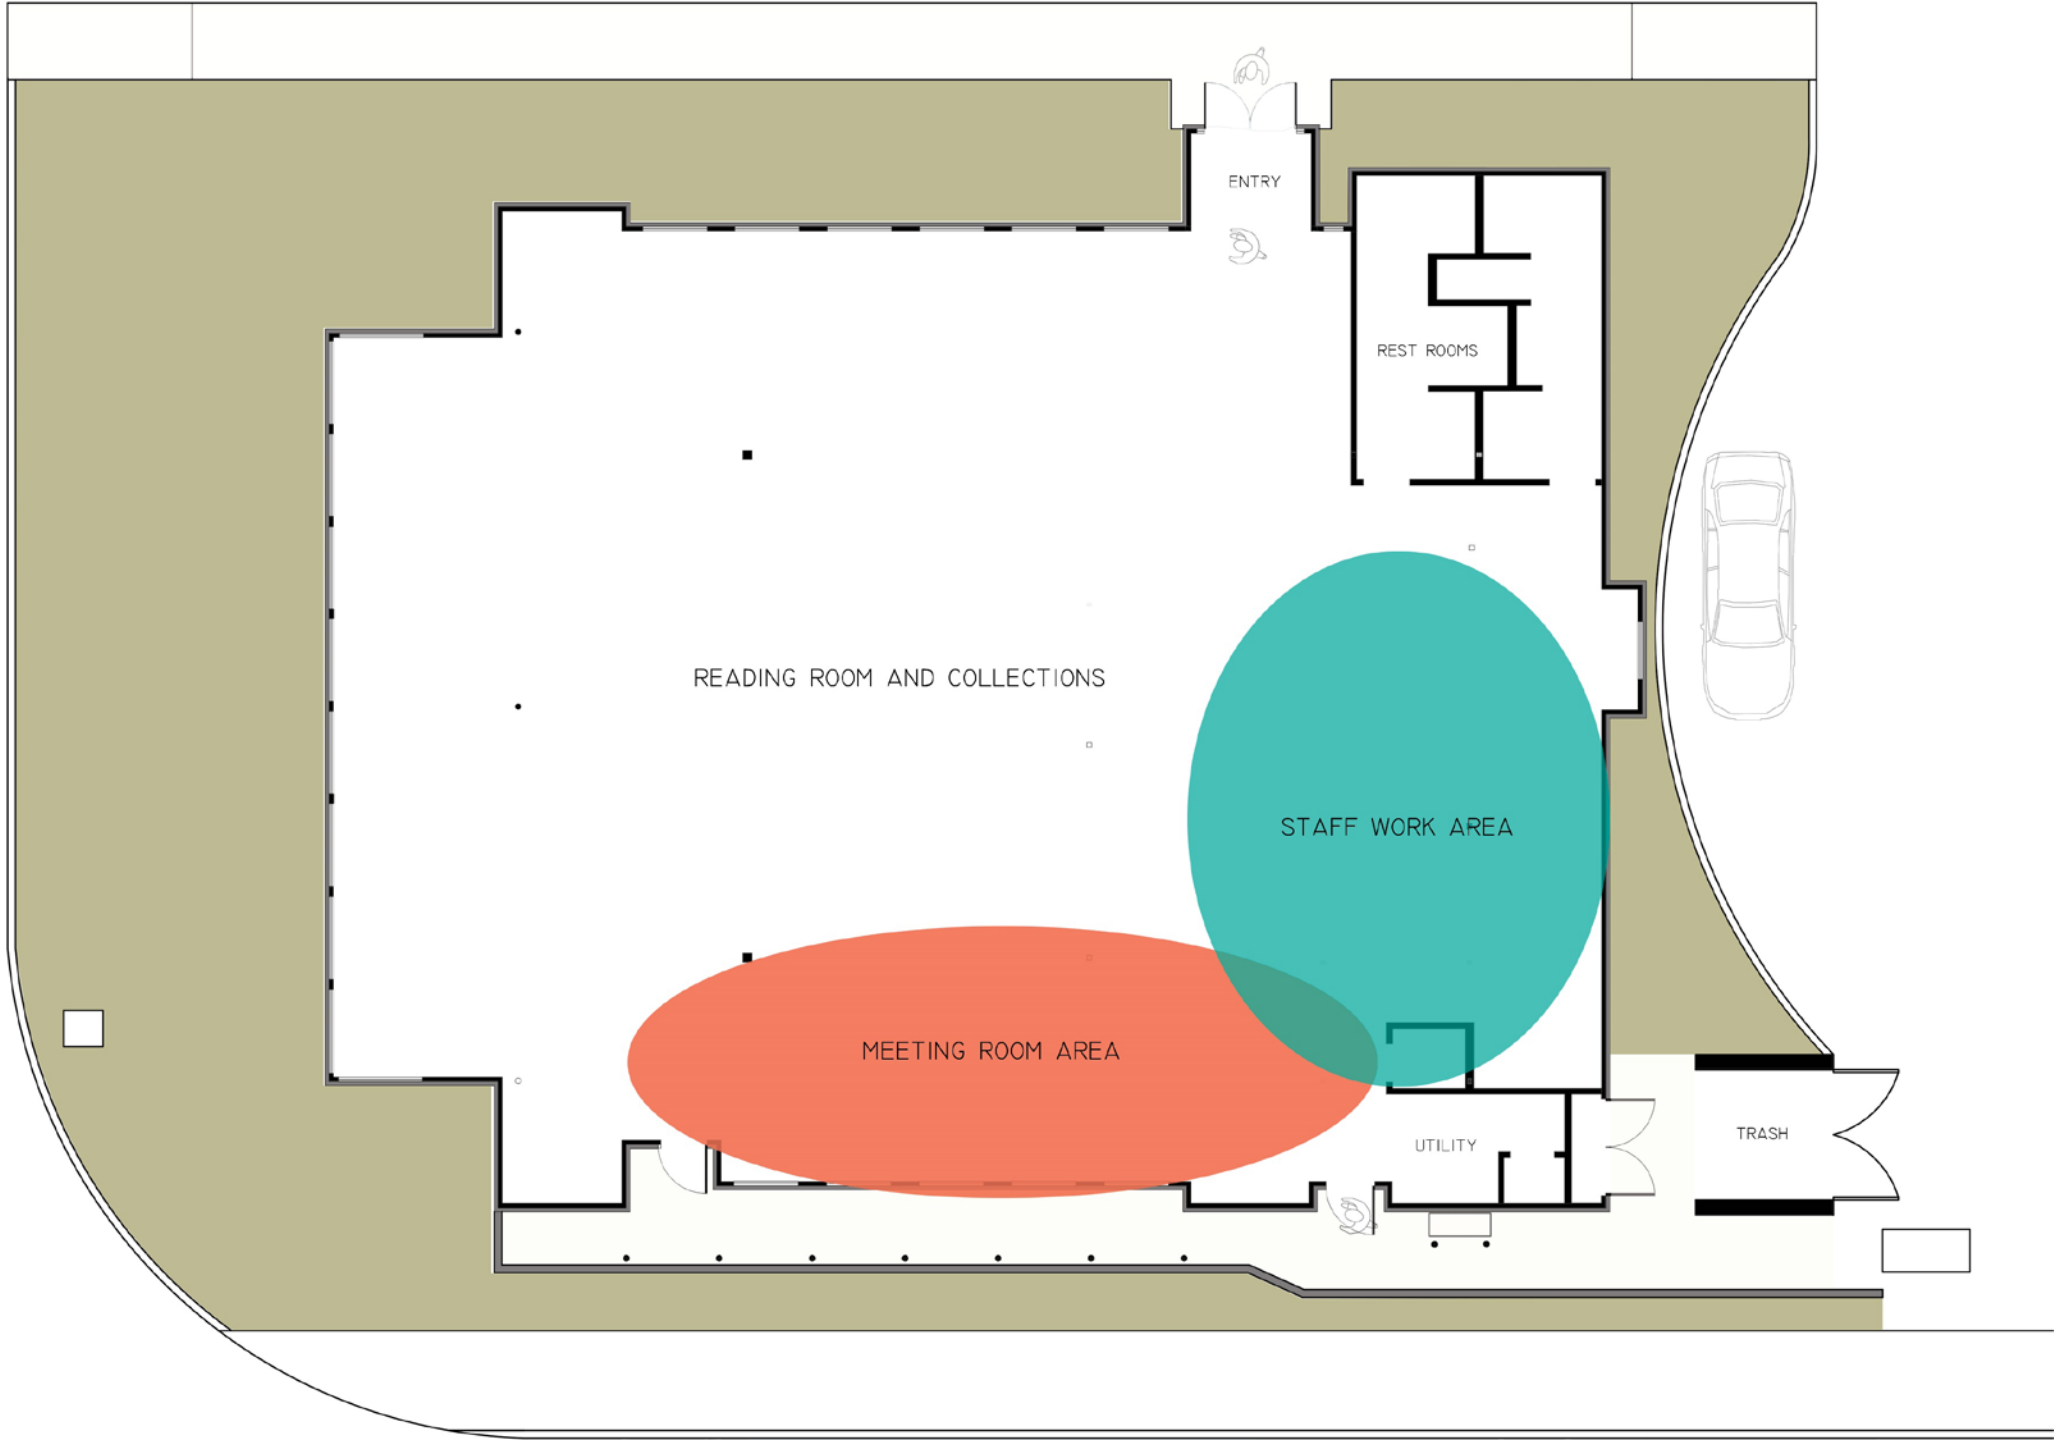 ENTRY
REST ROOMS
READING ROOM AND COLLECTIONS
STAFF WORK AREA
MEETING ROOM AREA
UTILITY
TRASH